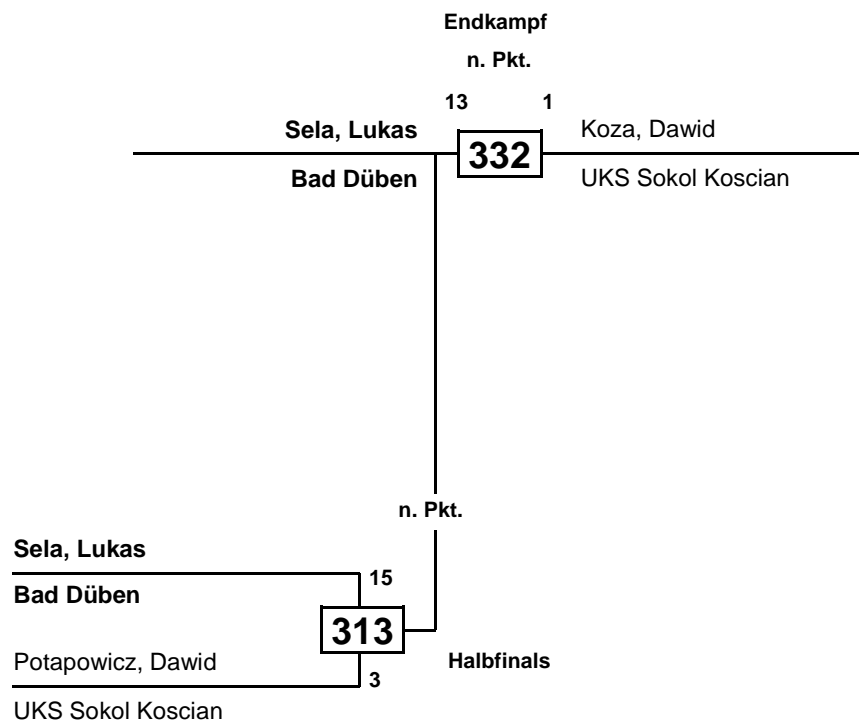 Endkampf
n. Pkt.
13 1
Sela, Lukas 332 Koza, Dawid
Bad Düben UKS Sokol Koscian
n. Pkt.
Sela, Lukas
15
Bad Düben
313
Potapowicz, Dawid Halbfinals
3
UKS Sokol Koscian